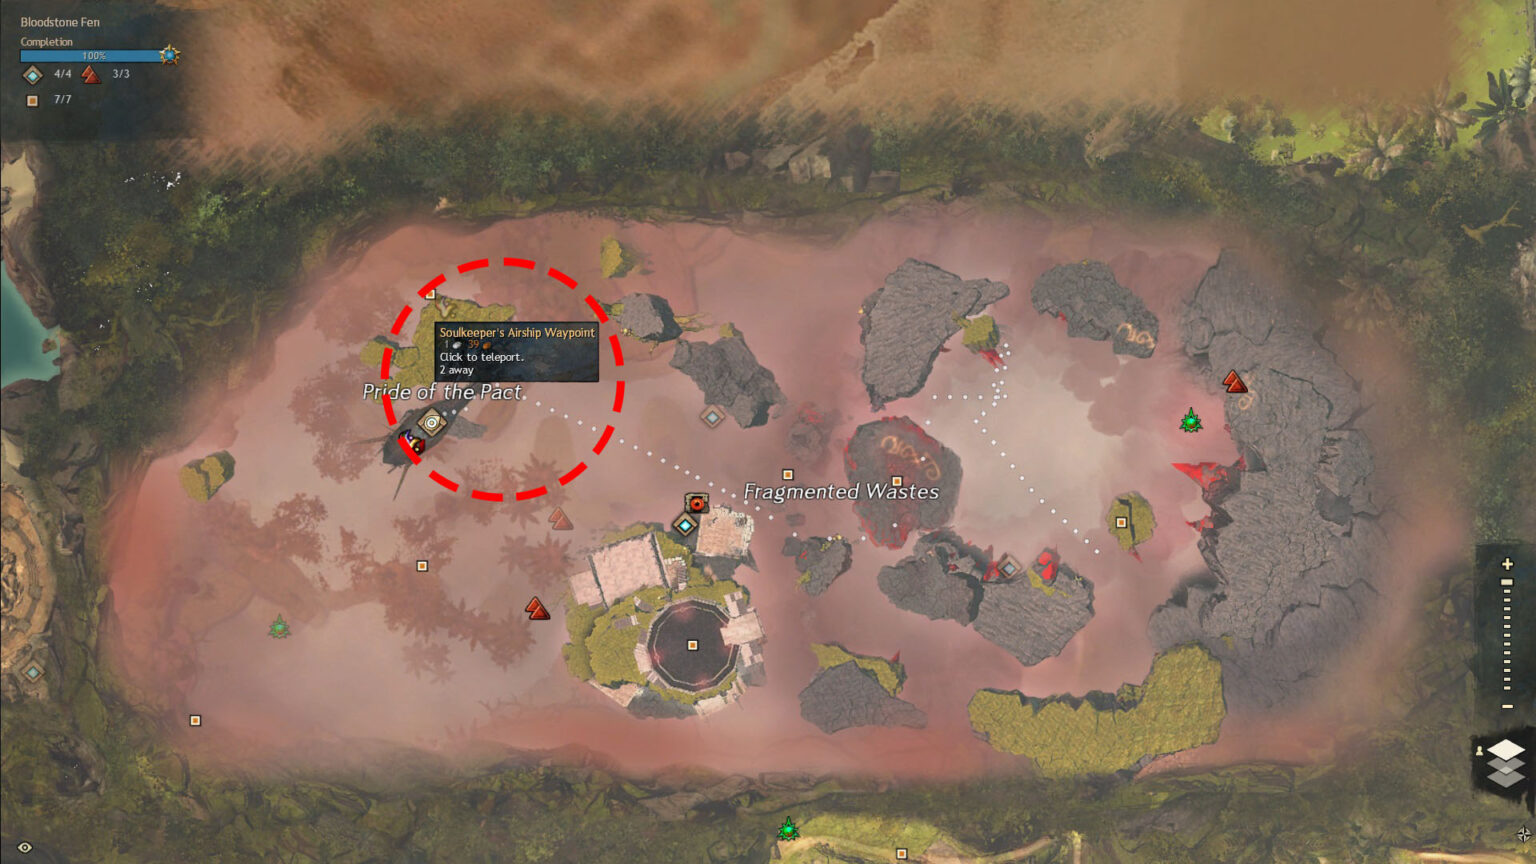 Bloodstone Fen
Completion
100%
4/4 3/3
7/7
Soulkeeper's Airship Waypoint
1 39
Click to teleport.
2 away
Pride of the Pact
Fragmented Wastes